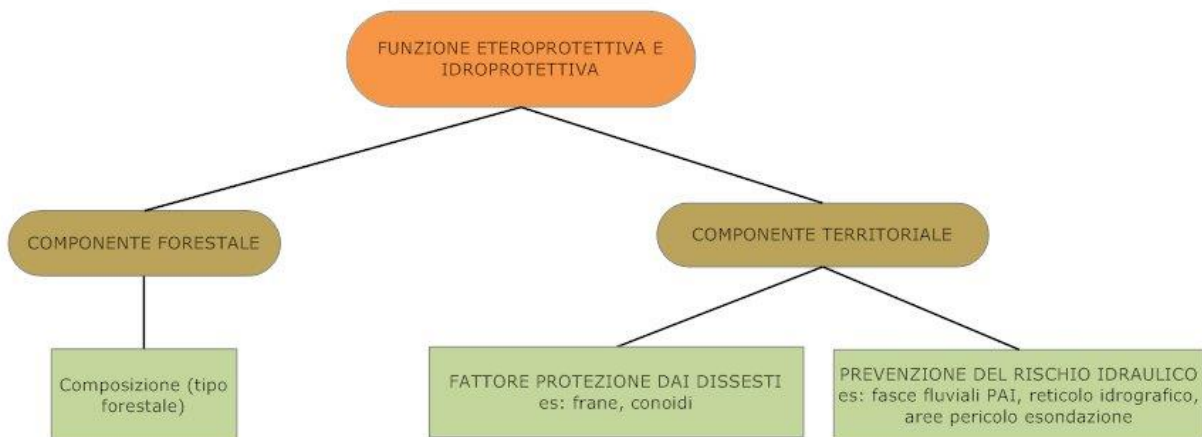 FUNZIONE ETEROPROTETTIVA E
IDROPROTETTIVA
COMPONENTE FORESTALE
COMPONENTE TERRITORIALE
Composizione (tipo
forestale)
FATTORE PROTEZIONE DAI DISSESTI
es: frane, conoidi
PREVENZIONE DEL RISCHIO IDRAULICO
es: fasce fluviali PAI, reticolo idrografico,
aree pericolo esondazione